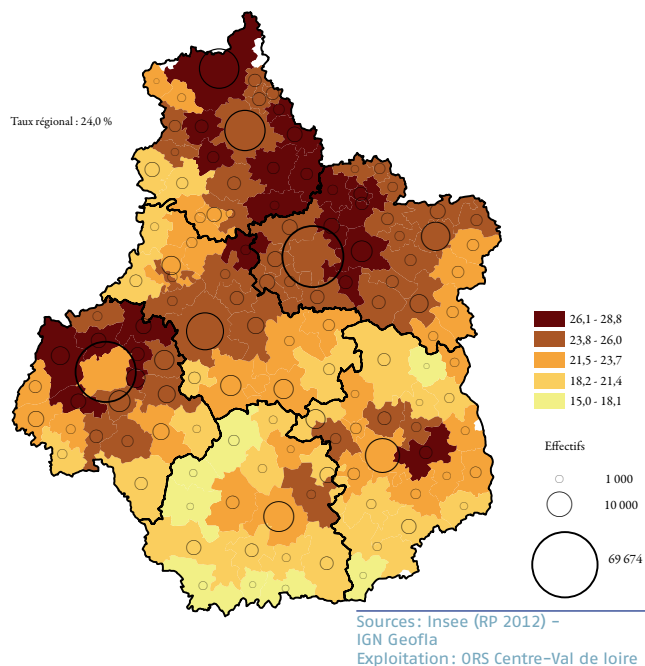 Taux régional : 24,0 %
26,1 - 28,8
23,8 - 26,0
21,5 - 23,7
18,2 - 21,4
15,0 - 18,1
Effectifs
1 000
10 000
69 674
Sources: Insee (RP 2012) –
IGN Geofla
Exploitation: ORS Centre-Val de loire